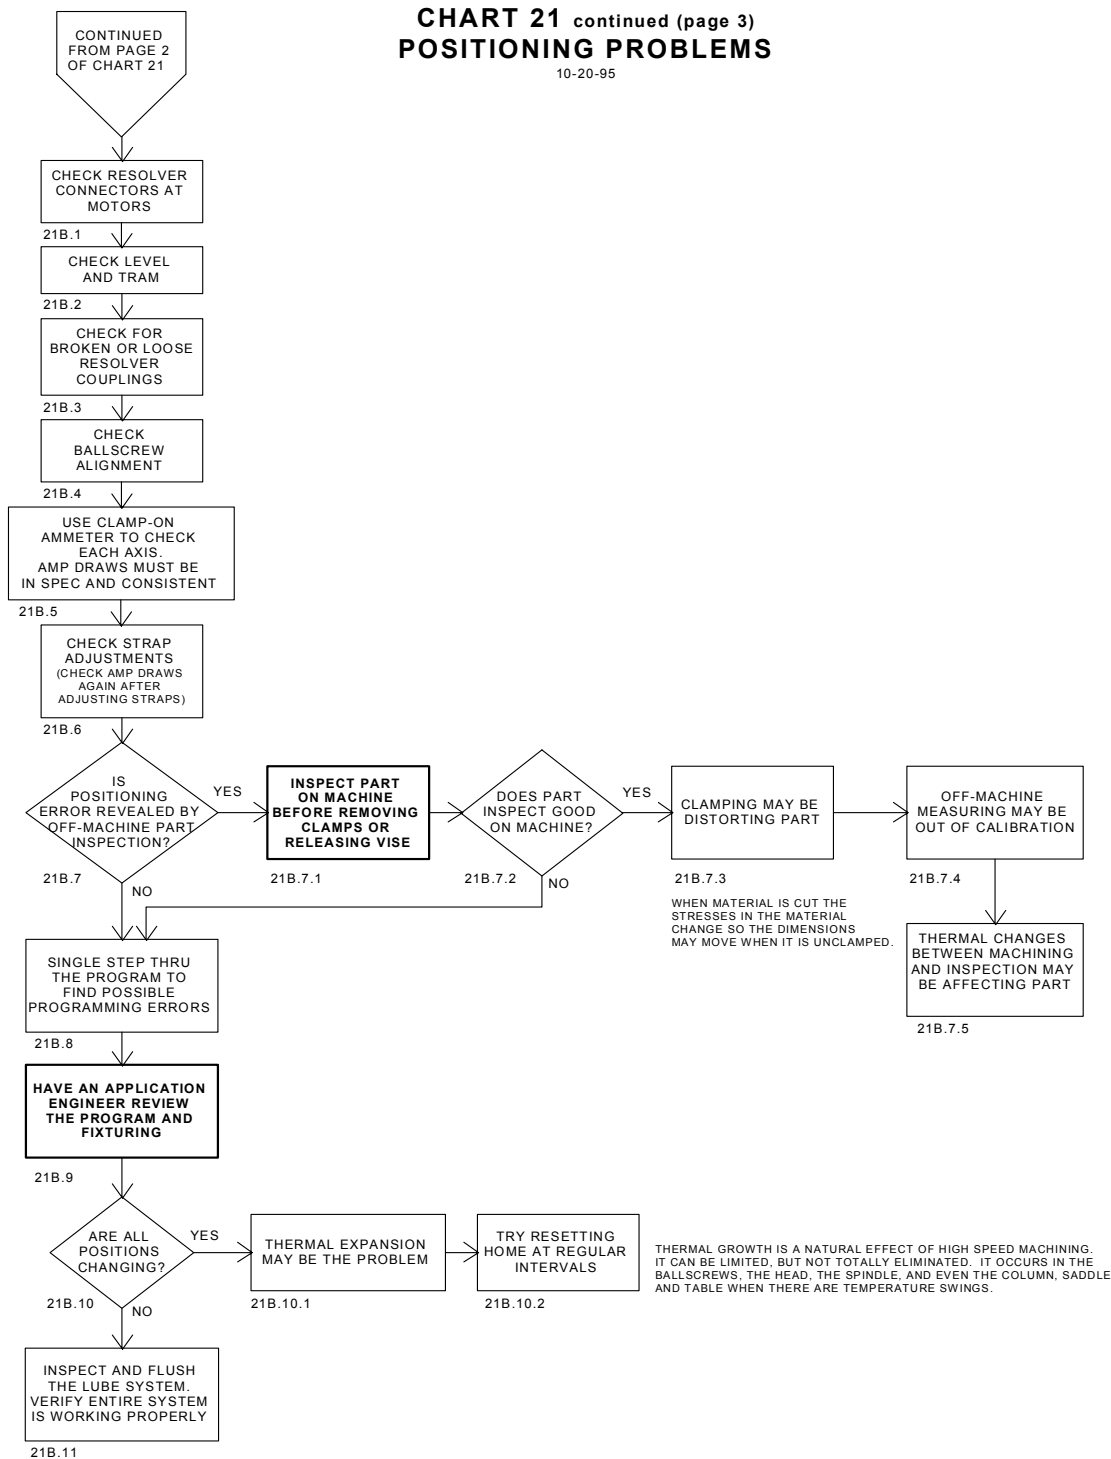 CHART 21 continued (page 3)
POSITIONING PROBLEMS
10-20-95
CONTINUED
FROM PAGE 2
OF CHART 21
CHECK RESOLVER
CONNECTORS AT
MOTORS
21B.1
CHECK LEVEL
AND TRAM
21B.2
CHECK FOR
BROKEN OR LOOSE
RESOLVER
COUPLINGS
21B.3
CHECK
BALLSCREW
ALIGNMENT
21B.4
USE CLAMP-ON
AMMETER TO CHECK
EACH AXIS.
AMP DRAWS MUST BE
IN SPEC AND CONSISTENT
21B.5
CHECK STRAP
ADJUSTMENTS
(CHECK AMP DRAWS
AGAIN AFTER
ADJUSTING STRAPS)
21B.6
IS
POSITIONING
ERROR REVEALED BY
OFF-MACHINE PART
INSPECTION?
21B.7
YES
NO
INSPECT PART
ON MACHINE
BEFORE REMOVING
CLAMPS OR
RELEASING VISE
21B.7.1
DOES PART
INSPECT GOOD
ON MACHINE?
21B.7.2
YES
NO
CLAMPING MAY BE
DISTORTING PART
21B.7.3
WHEN MATERIAL IS CUT THE
STRESSES IN THE MATERIAL
CHANGE SO THE DIMENSIONS
MAY MOVE WHEN IT IS UNCLAMPED.
OFF-MACHINE
MEASURING MAY BE
OUT OF CALIBRATION
21B.7.4
THERMAL CHANGES
BETWEEN MACHINING
AND INSPECTION MAY
BE AFFECTING PART
21B.7.5
SINGLE STEP THRU
THE PROGRAM TO
FIND POSSIBLE
PROGRAMMING ERRORS
21B.8
HAVE AN APPLICATION
ENGINEER REVIEW
THE PROGRAM AND
FIXTURING
21B.9
ARE ALL
POSITIONS
CHANGING?
21B.10
YES
NO
THERMAL EXPANSION
MAY BE THE PROBLEM
21B.10.1
TRY RESETTING
HOME AT REGULAR
INTERVALS
21B.10.2
THERMAL GROWTH IS A NATURAL EFFECT OF HIGH SPEED MACHINING.
IT CAN BE LIMITED, BUT NOT TOTALLY ELIMINATED. IT OCCURS IN THE
BALLSCREWS, THE HEAD, THE SPINDLE, AND EVEN THE COLUMN, SADDLE
AND TABLE WHEN THERE ARE TEMPERATURE SWINGS.
INSPECT AND FLUSH
THE LUBE SYSTEM.
VERIFY ENTIRE SYSTEM
IS WORKING PROPERLY
21B.11